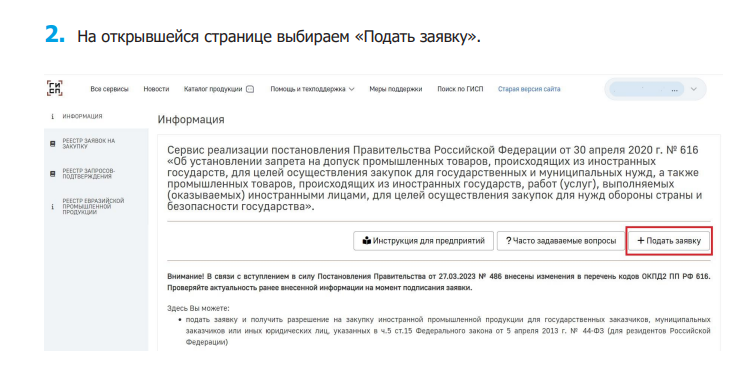 2. На открывшейся странице выбираем «Подать заявку».
ГИ
СП
Все сервисы Новости Каталог продукции Помощь и техподдержка Меры поддержки Поиск по ГИСП Старая версия сайта ...
i ИНФОРМАЦИЯ
РЕЕСТР ЗАЯВОК НА
ЗАКУПКУ
РЕЕСТР ЗАПРОСОВ-
ПОДТВЕРЖДЕНИЯ
i РЕЕСТР ЕВРАЗИЙСКОЙ
ПРОМЫШЛЕННОЙ
ПРОДУКЦИИ
Информация
Сервис реализации постановления Правительства Российской Федерации от 30 апреля 2020 г. № 616
«Об установлении запрета на допуск промышленных товаров, происходящих из иностранных
государств, для целей осуществления закупок для государственных и муниципальных нужд, а также
промышленных товаров, происходящих из иностранных государств, работ (услуг), выполняемых
(оказываемых) иностранными лицами, для целей осуществления закупок для нужд обороны страны и
безопасности государства».
Инструкция для предприятий ? Часто задаваемые вопросы + Подать заявку
Внимание! В связи с вступлением в силу Постановления Правительства от 27.03.2023 № 486 внесены изменения в перечень кодов ОКПД2 ПП РФ 616.
Проверяйте актуальность ранее внесенной информации на момент подписания заявки.
Здесь Вы можете:
• подать заявку и получить разрешение на закупку иностранной промышленной продукции для государственных заказчиков, муниципальных
заказчиков или иных юридических лиц, указанных в ч.5 ст.15 Федерального закона от 5 апреля 2013 г. № 44-ФЗ (для резидентов Российской
Федерации)